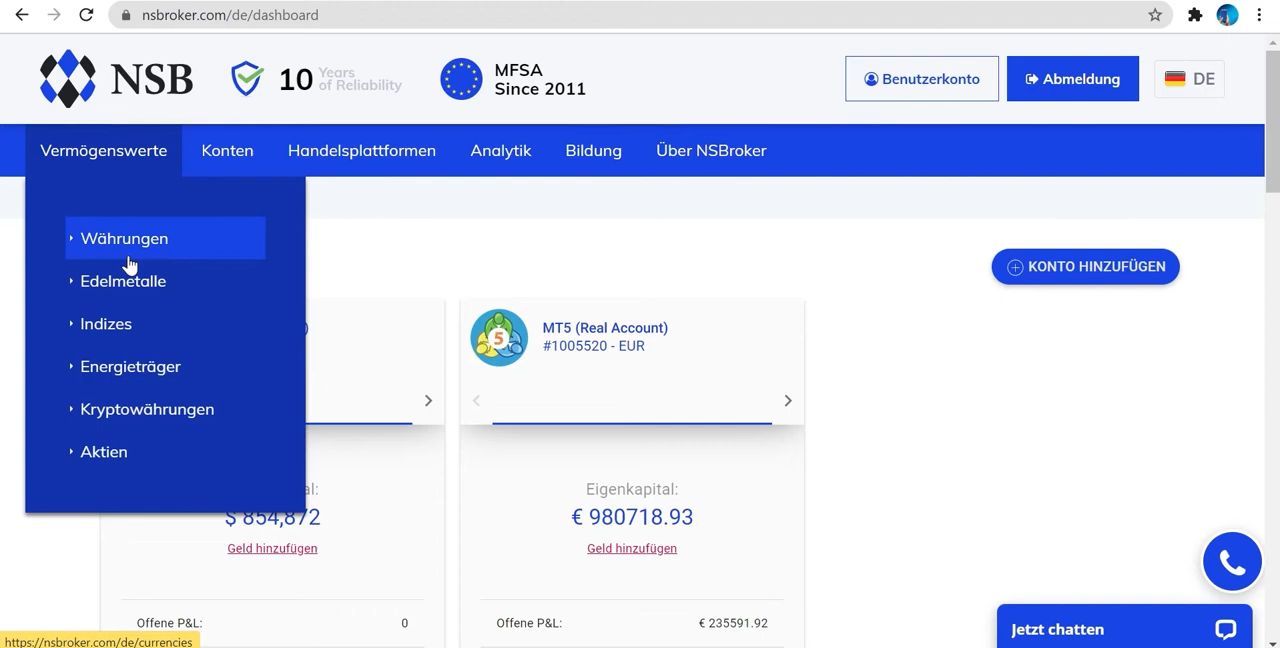 nsbroker.com/de/dashboard
NSB
10 Years of Reliability
MFSA
Since 2011
Benutzerkonto
Abmeldung
DE
Vermögenswerte Konten Handelsplattformen Analytik Bildung Über NSBroker
Währungen
Edelmetalle
Indizes
Energieträger
Kryptowährungen
Aktien
KONTO HINZUFÜGEN
5
MT5 (Real Account)
#1005520 - EUR
Eigenkapital:
$ 854,872
€ 980718.93
Geld hinzufügen
Geld hinzufügen
Offene P&L: 0
Offene P&L: € 235591.92
Jetzt chatten
https://nsbroker.com/de/currencies